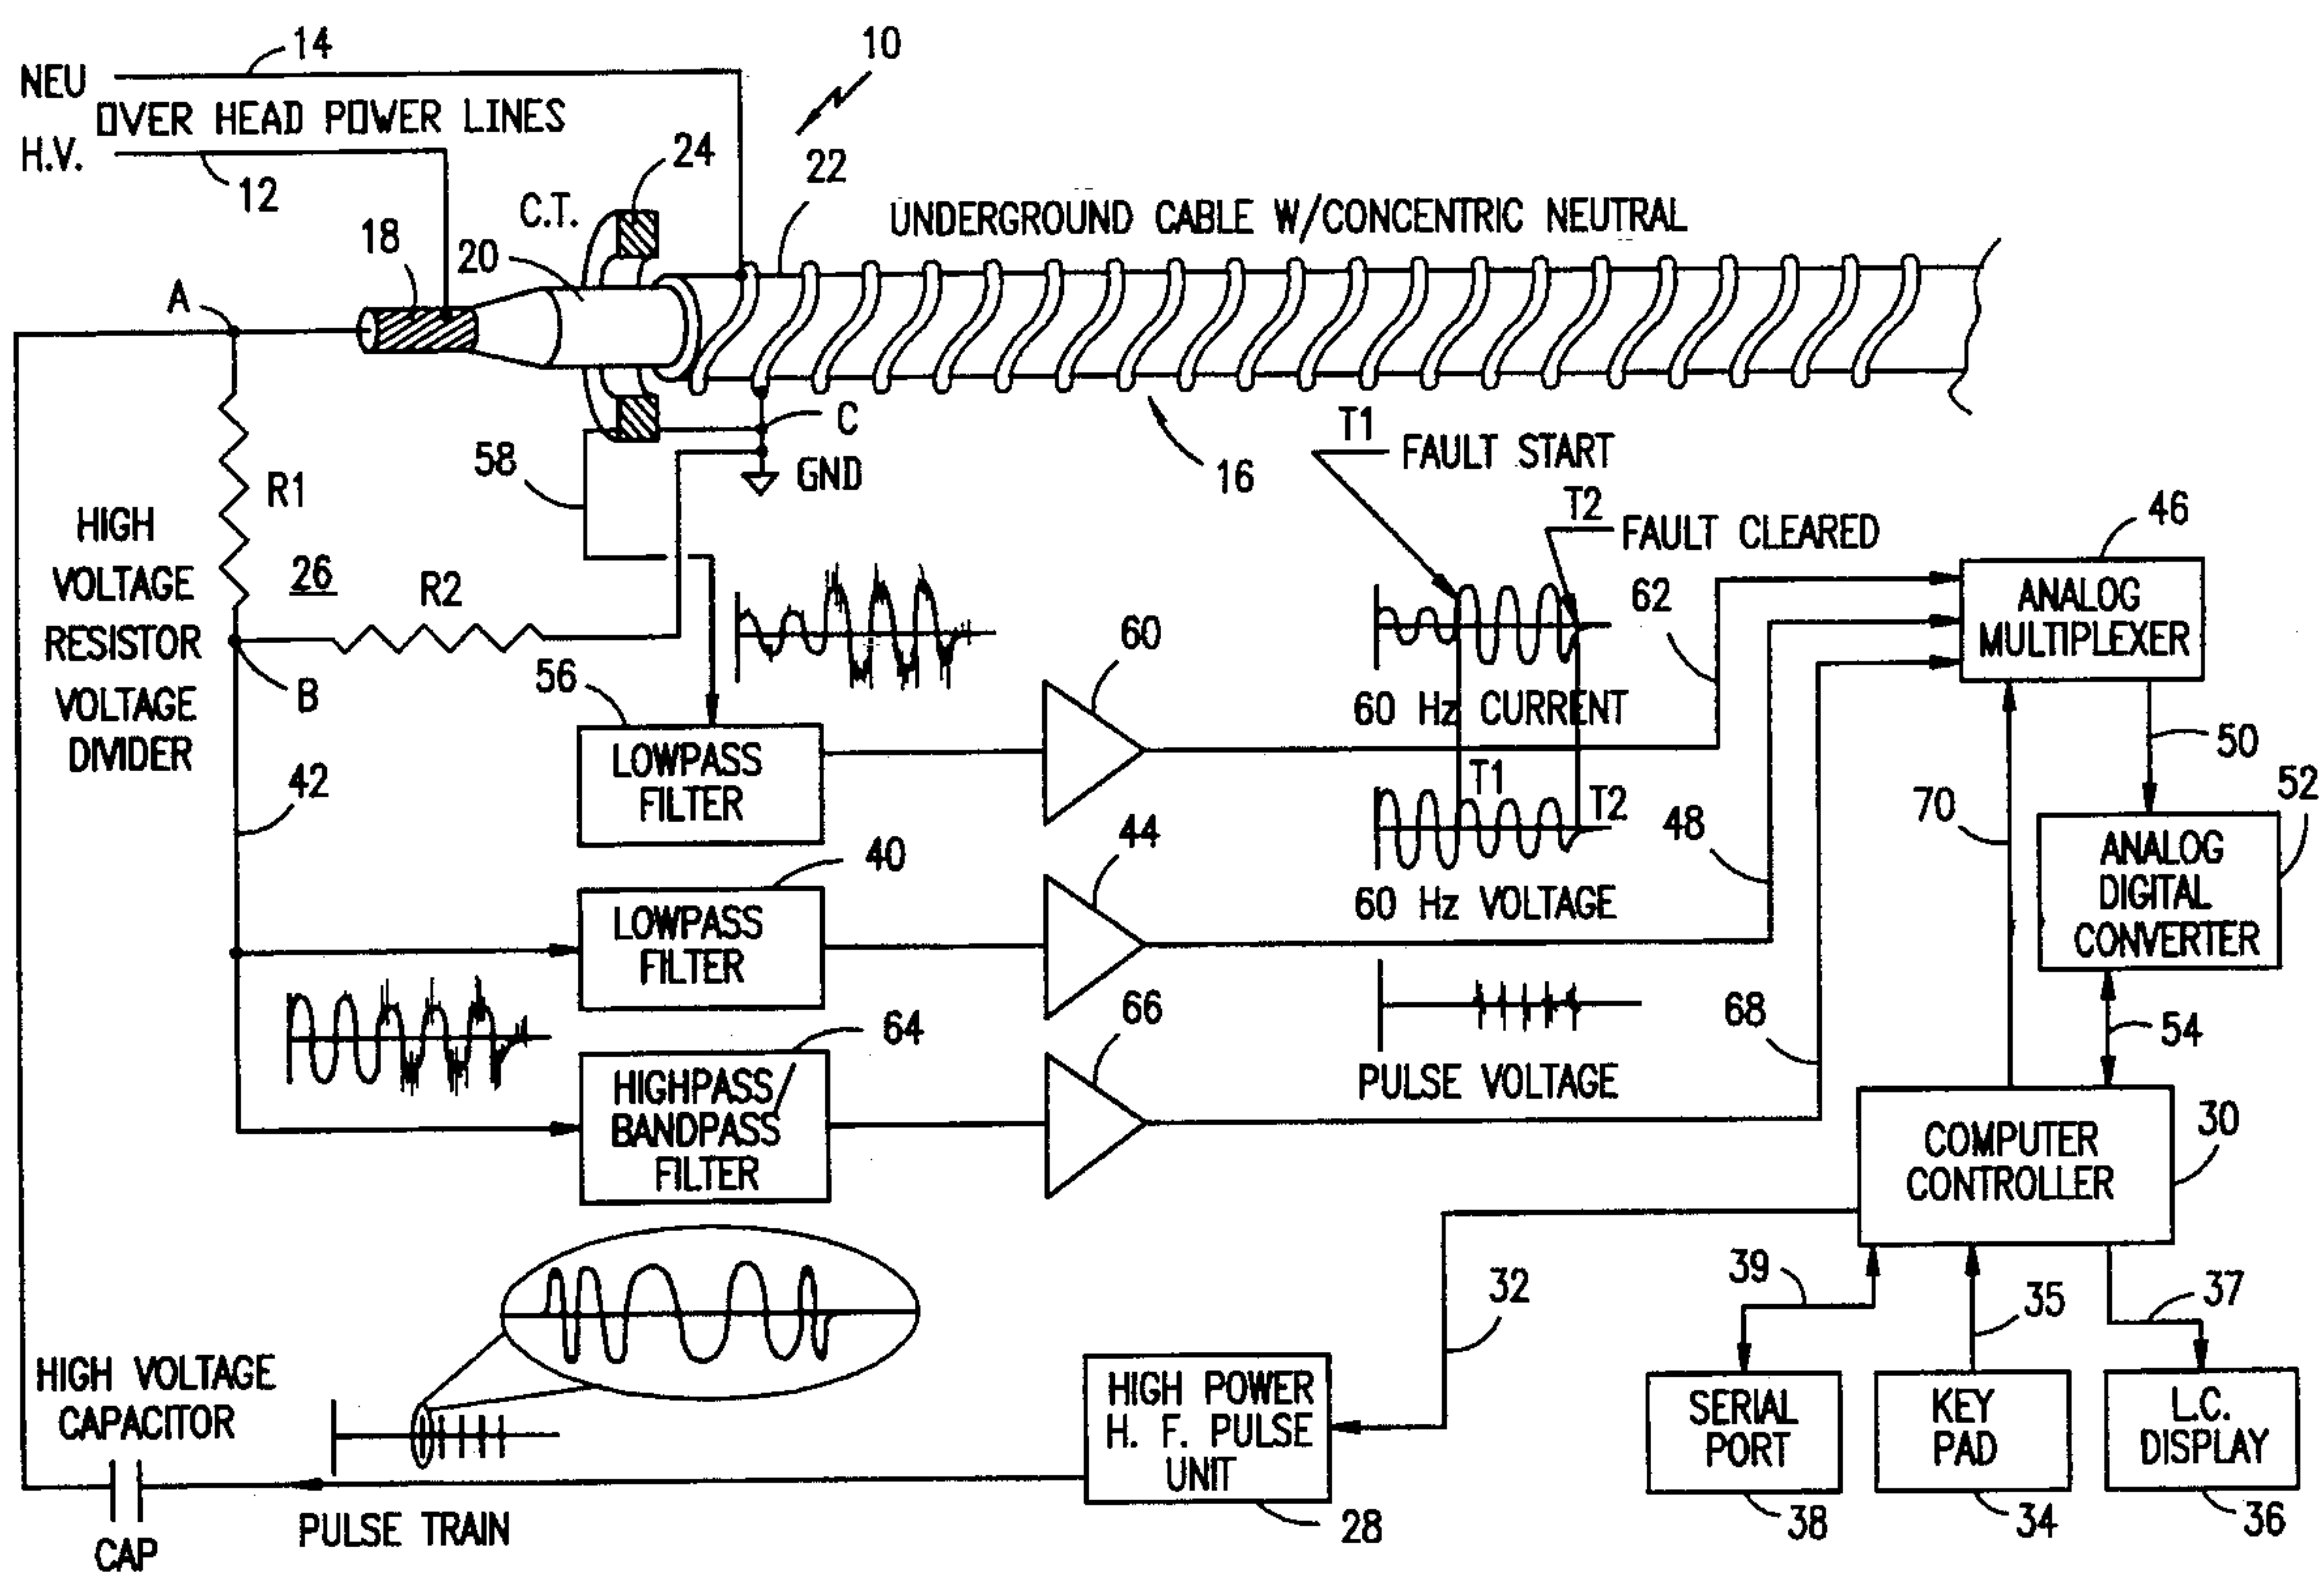 NEU
14
10
OVER HEAD POWER LINES
H.V.
12
24
22
C.T.
18
20
UNDERGROUND CABLE W/CONCENTRIC NEUTRAL
A
C
58
GND
T1
FAULT START
16
T2
FAULT CLEARED
62
46
ANALOG
MULTIPLEXER
R1
HIGH
VOLTAGE
RESISTOR
VOLTAGE
DIVIDER
26
R2
B
42
56
60
LOWPASS
FILTER
60 Hz CURRENT
T1
T2
50
70
52
ANALOG
DIGITAL
CONVERTER
40
44
LOWPASS
FILTER
60 Hz VOLTAGE
48
64
66
HIGHPASS/
BANDPASS
FILTER
PULSE VOLTAGE
68
54
COMPUTER
CONTROLLER
30
32
39
35
37
HIGH VOLTAGE
CAPACITOR
CAP
PULSE TRAIN
HIGH POWER
H. F. PULSE
UNIT
28
SERIAL
PORT
38
KEY
PAD
34
L.C.
DISPLAY
36